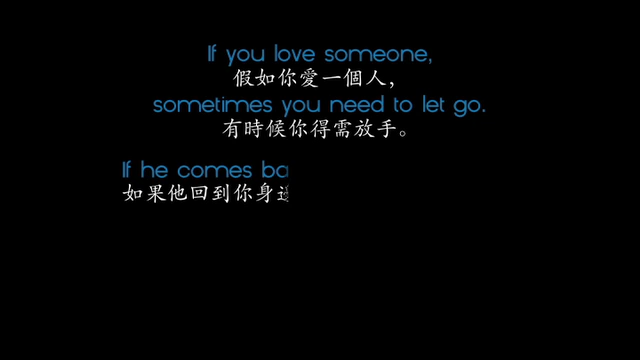 If you love someone,
假如你愛一個人，
sometimes you need to let go.
有時候你得需放手。
If he comes
如果他回到你身